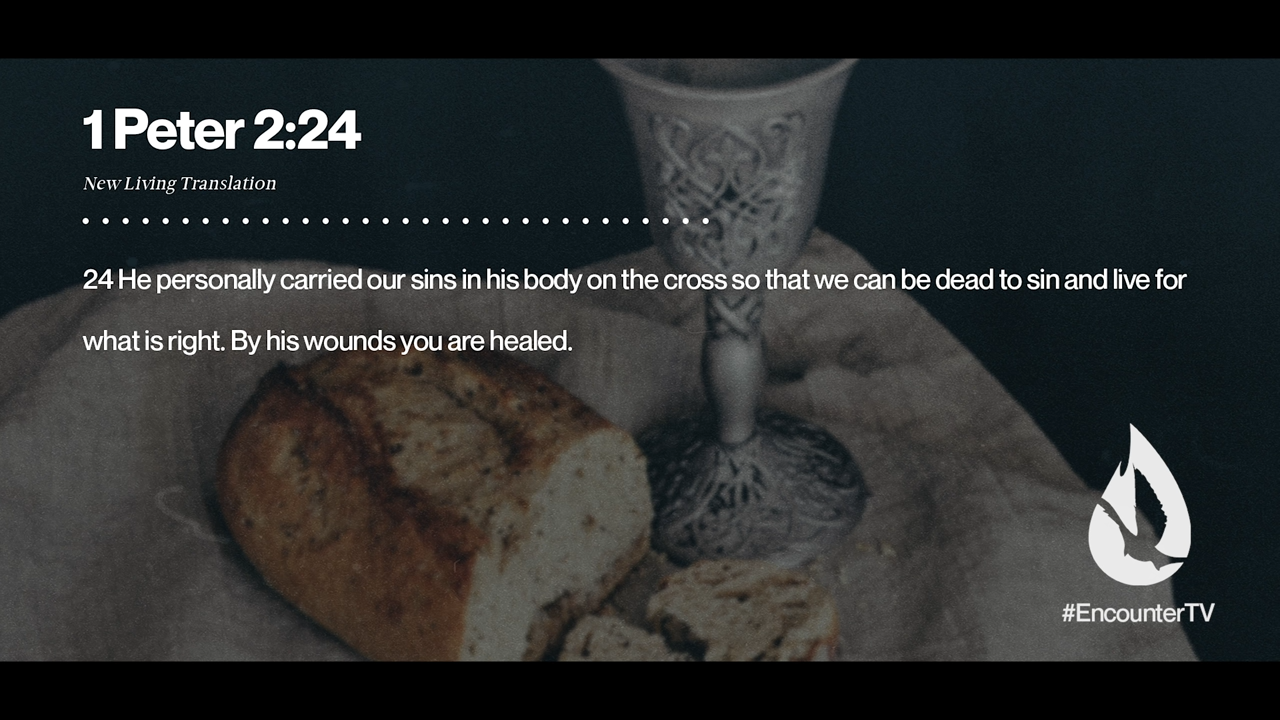 1 Peter 2:24
New Living Translation
24 He personally carried our sins in his body on the cross so that we can be dead to sin and live for
what is right. By his wounds you are healed.
#EncounterTV